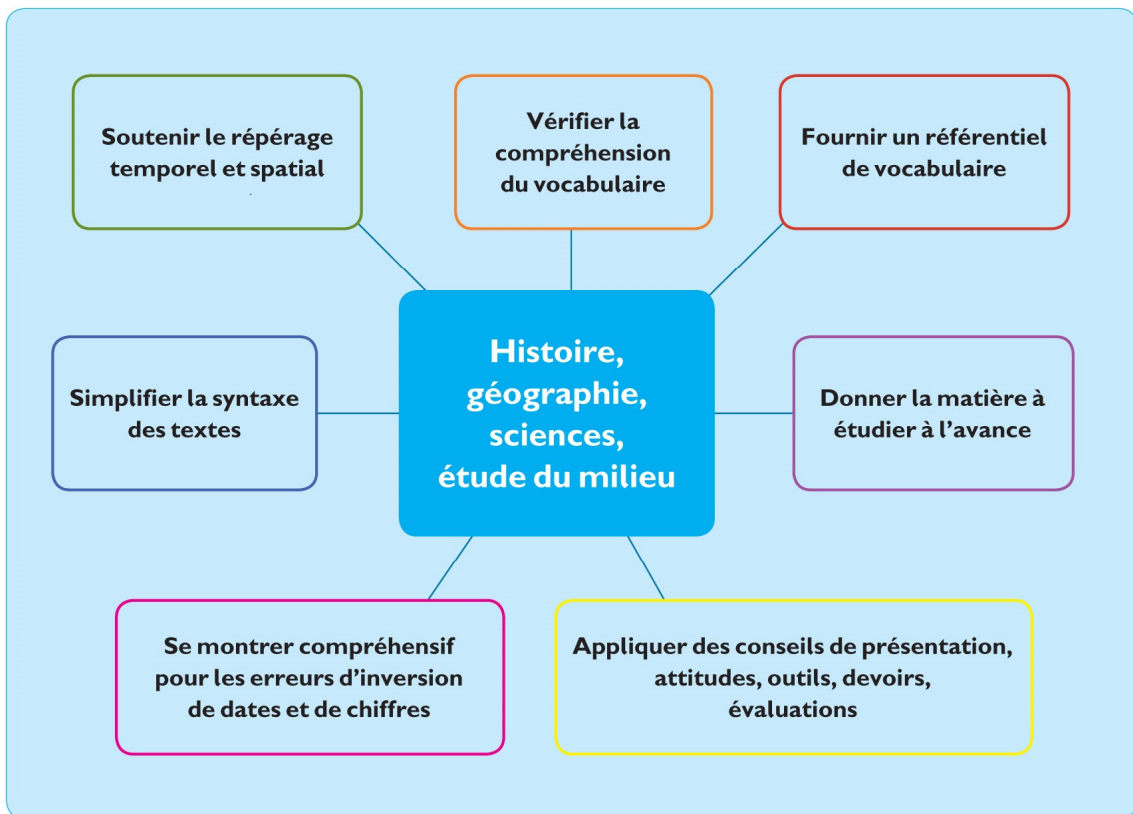 Soutenir le répérage
temporel et spatial
Vérifier la
compréhension
du vocabulaire
Fournir un référentiel
de vocabulaire
Simplifier la syntaxe
des textes
Histoire,
géographie,
sciences,
étude du milieu
Donner la matière à
étudier à l’avance
Se montrer compréhensif
pour les erreurs d’inversion
de dates et de chiffres
Appliquer des conseils de présentation,
attitudes, outils, devoirs,
évaluations